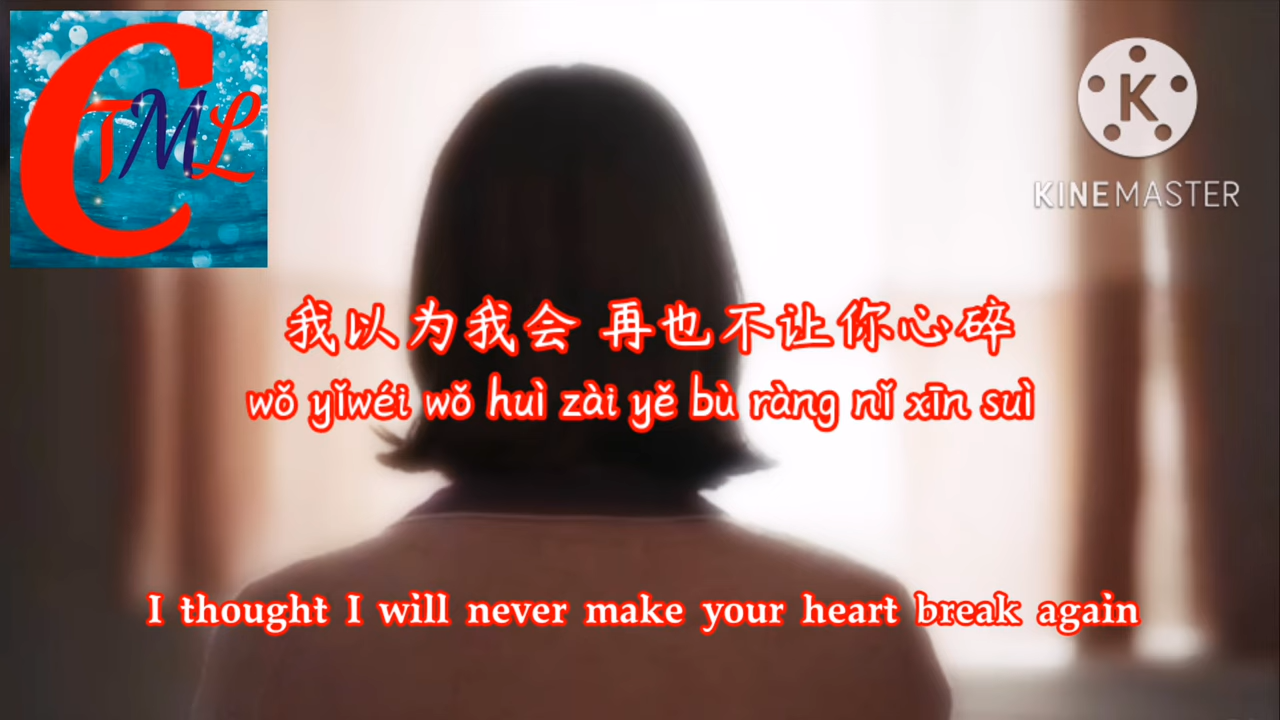 CTML
K
KINEMASTER
我以为我会 再也不让你心碎
wǒ yǐwéi wǒ huì zài yě bù ràng nǐ xīn suì
I thought I will never make your heart break again